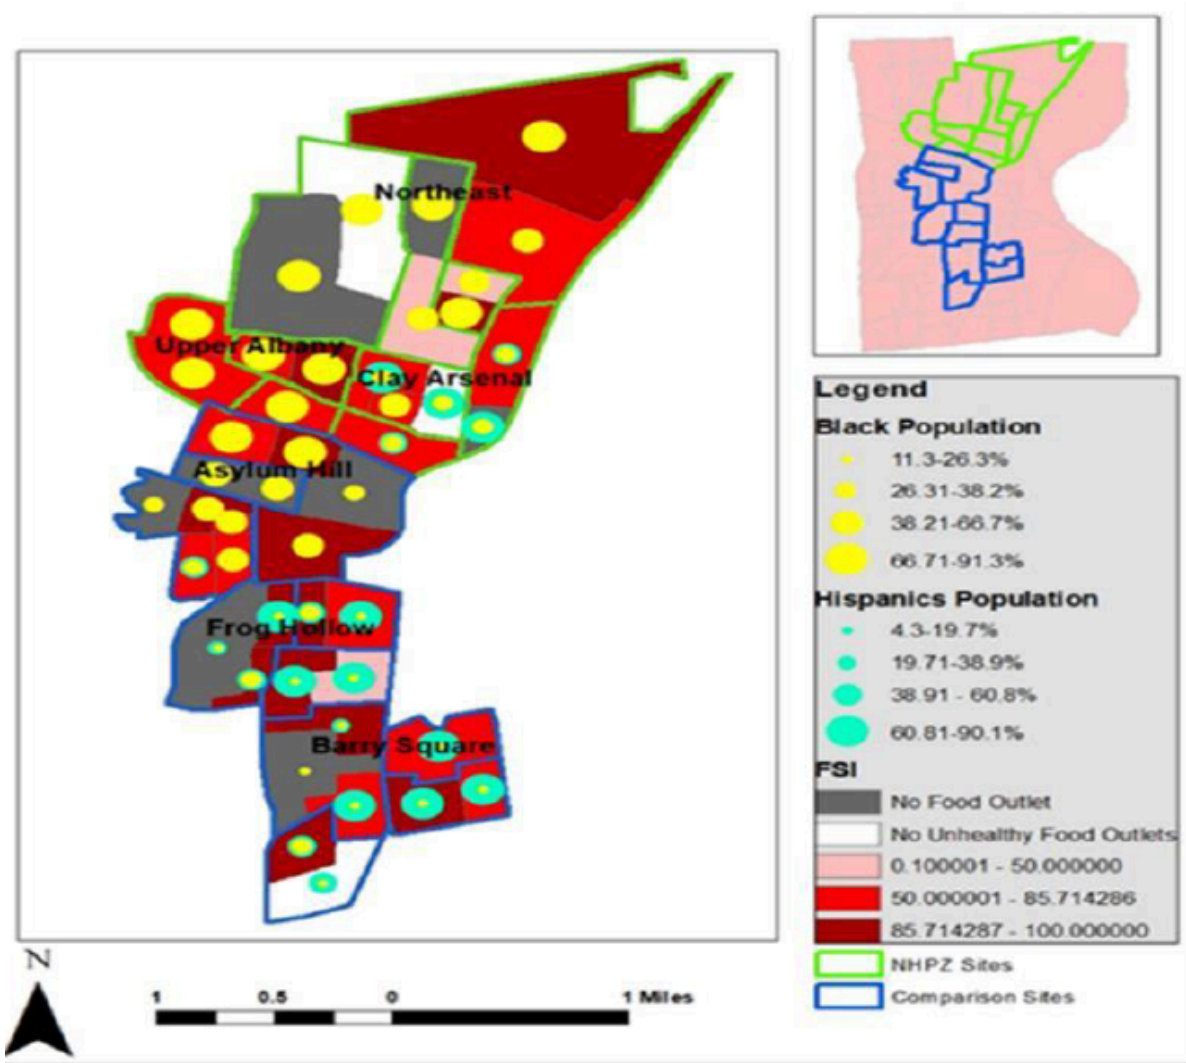 Northeast
Upper Albany
Clay Arsenal
Asylum Hill
Frog Hollow
Barry Square
N
1 0.5 0 1 Miles
Legend
Black Population
11.3-26.3%
26.31-38.2%
38.21-66.7%
66.71-91.3%
Hispanics Population
4.3-19.7%
19.71-38.9%
38.91 - 60.8%
60.81-90.1%
FSI
No Food Outlet
No Unhealthy Food Outlets
0.100001 - 50.000000
50.000001 - 85.714286
85.714287 - 100.000000
NHPZ Sites
Comparison Sites